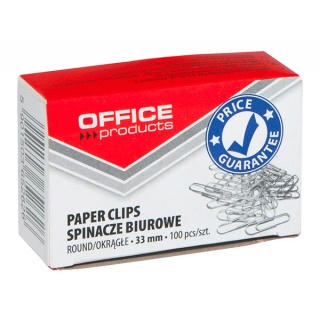 OFFICE
products
PRICE
GUARANTEE
PAPER CLIPS
SPINACZE BIUROWE
ROUND/OKRĄGŁE • 33 mm • 100 pcs/szt.